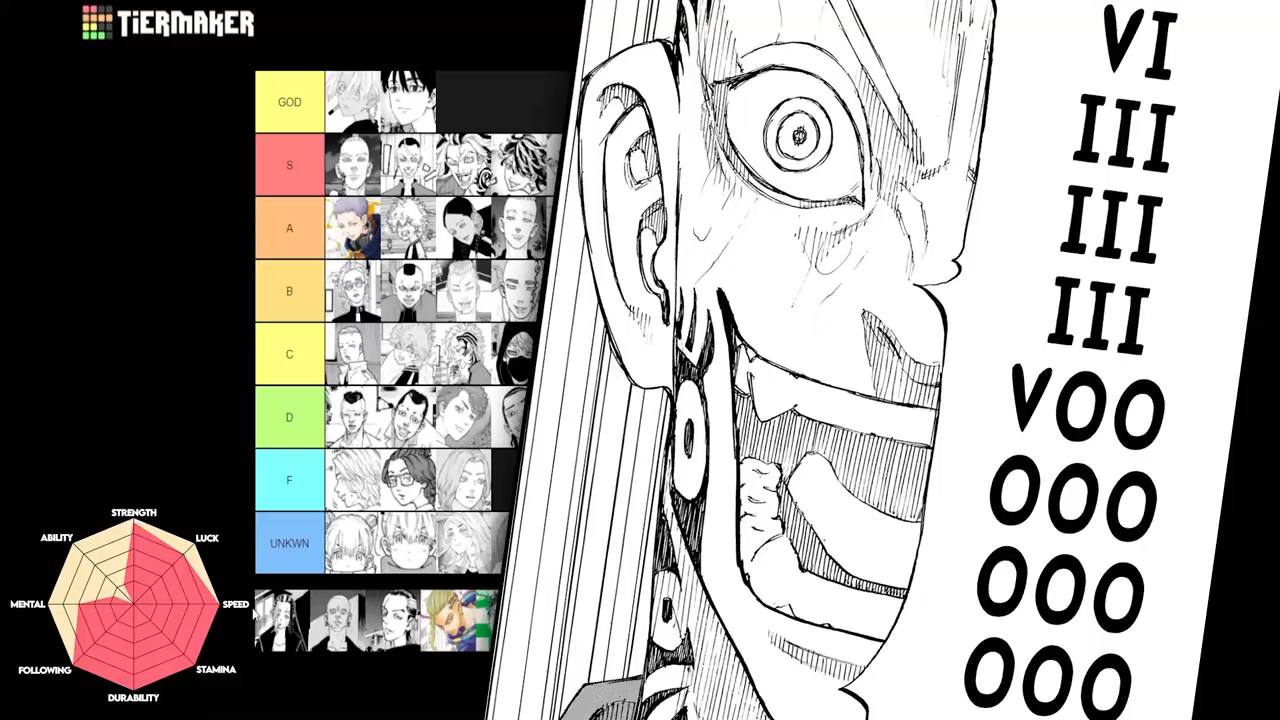 TiERMAKER
GOD
S
A
B
C
D
F
UNKWN
STRENGTH
LUCK
SPEED
STAMINA
DURABILITY
FOLLOWING
MENTAL
ABILITY
VI
III
III
III
VOO
OOO
OOO
OOO